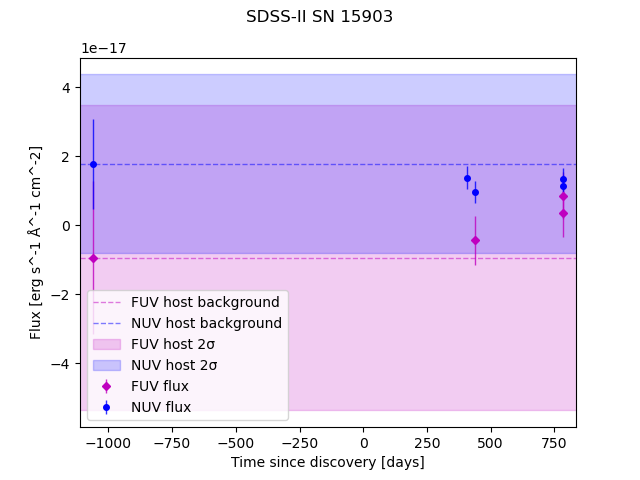 SDSS-II SN 15903
1e−17
4
2
0
−2
−4
Flux [erg s^-1 Å^-1 cm^-2]
FUV host background
NUV host background
FUV host 2σ
NUV host 2σ
FUV flux
NUV flux
−1000 −750 −500 −250 0 250 500 750
Time since discovery [days]